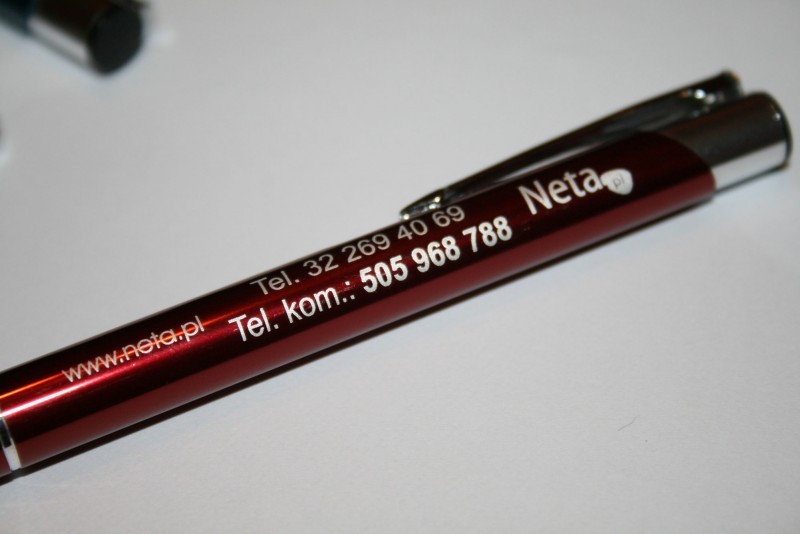 Neta.pl
Tel. 32 269 40 69
Tel. kom.: 505 968 788
www.neta.pl